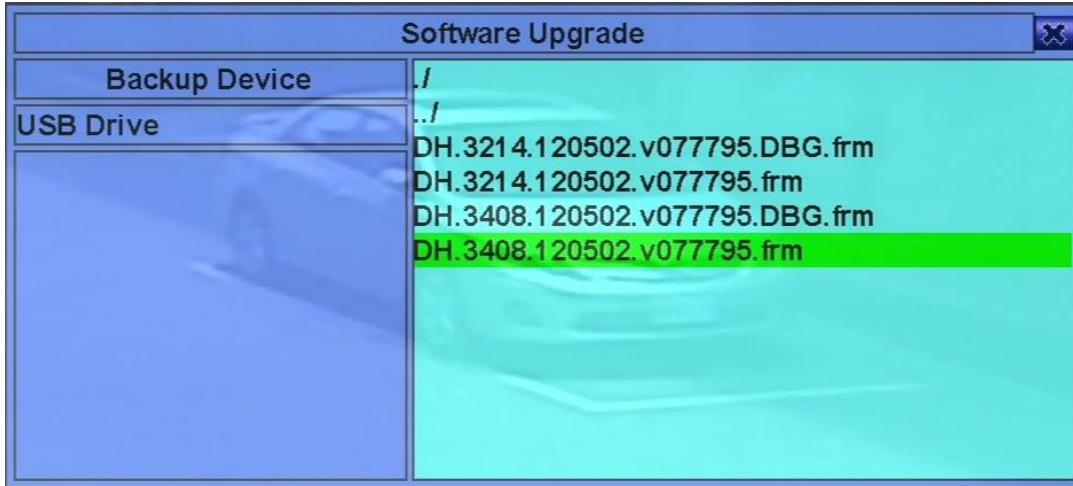 Software Upgrade
Backup Device
USB Drive
./
../
DH.3214.120502.v077795.DBG.frm
DH.3214.120502.v077795.frm
DH.3408.120502.v077795.DBG.frm
DH.3408.120502.v077795.frm